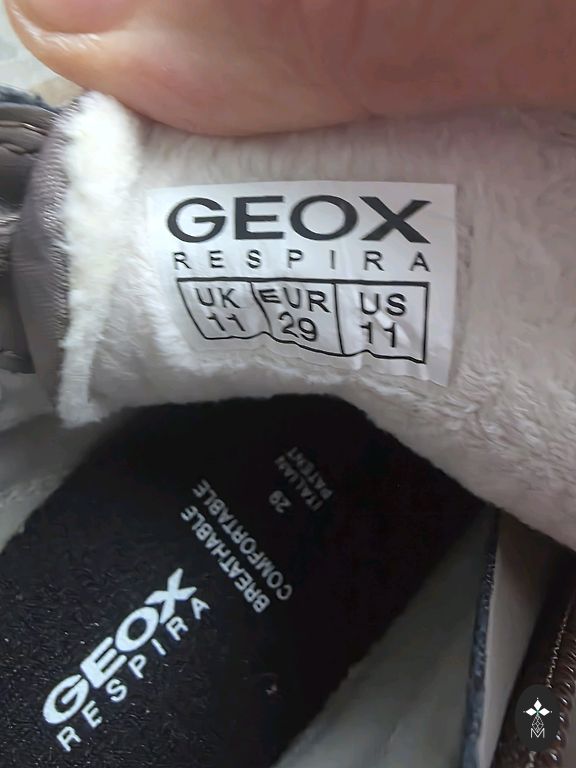 GEOX
RESPIRA
UK EUR US
11 29 11
ITALIAN
PATENT
29
BREATHABLE
COMFORTABLE
GEOX
RESPIRA
M